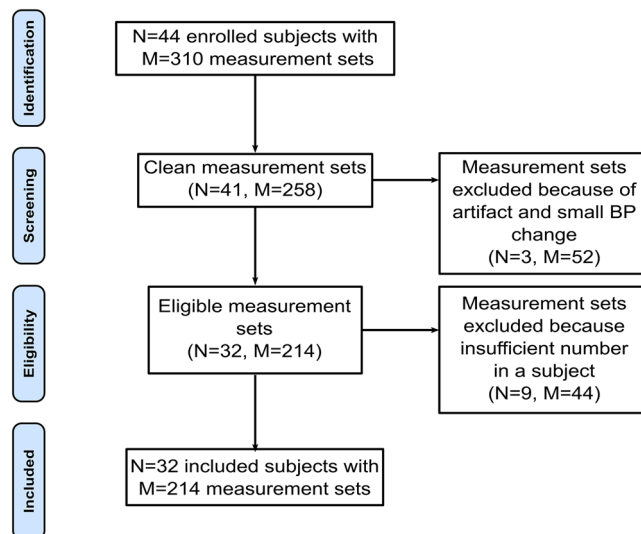 Identification
N=44 enrolled subjects with
M=310 measurement sets
Screening
Clean measurement sets
(N=41, M=258)
Measurement sets
excluded because of
artifact and small BP
change
(N=3, M=52)
Eligibility
Eligible measurement
sets
(N=32, M=214)
Measurement sets
excluded because
insufficient number
in a subject
(N=9, M=44)
Included
N=32 included subjects with
M=214 measurement sets